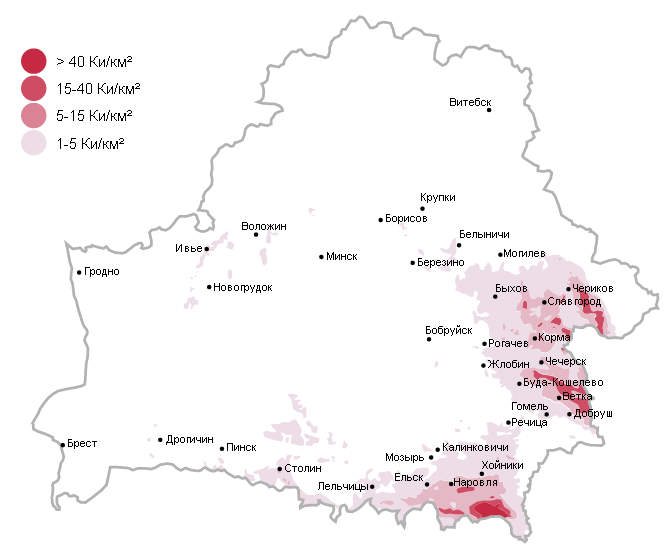 > 40 Ки/км²
15-40 Ки/км²
5-15 Ки/км²
1-5 Ки/км²
Витебск
Крупки
Борисов
Воложин
Белыничи
Ивье
Минск
Могилев
Березино
Гродно
Новогрудок
Быхов
Чериков
Славгород
Бобруйск
Рогачев
Корма
Жлобин
Чечерск
Буда-Кошелево
Ветка
Гомель
Добруш
Речица
Брест
Дрогичин
Пинск
Калинковичи
Мозырь
Столин
Хойники
Ельск
Наровля
Лельчицы